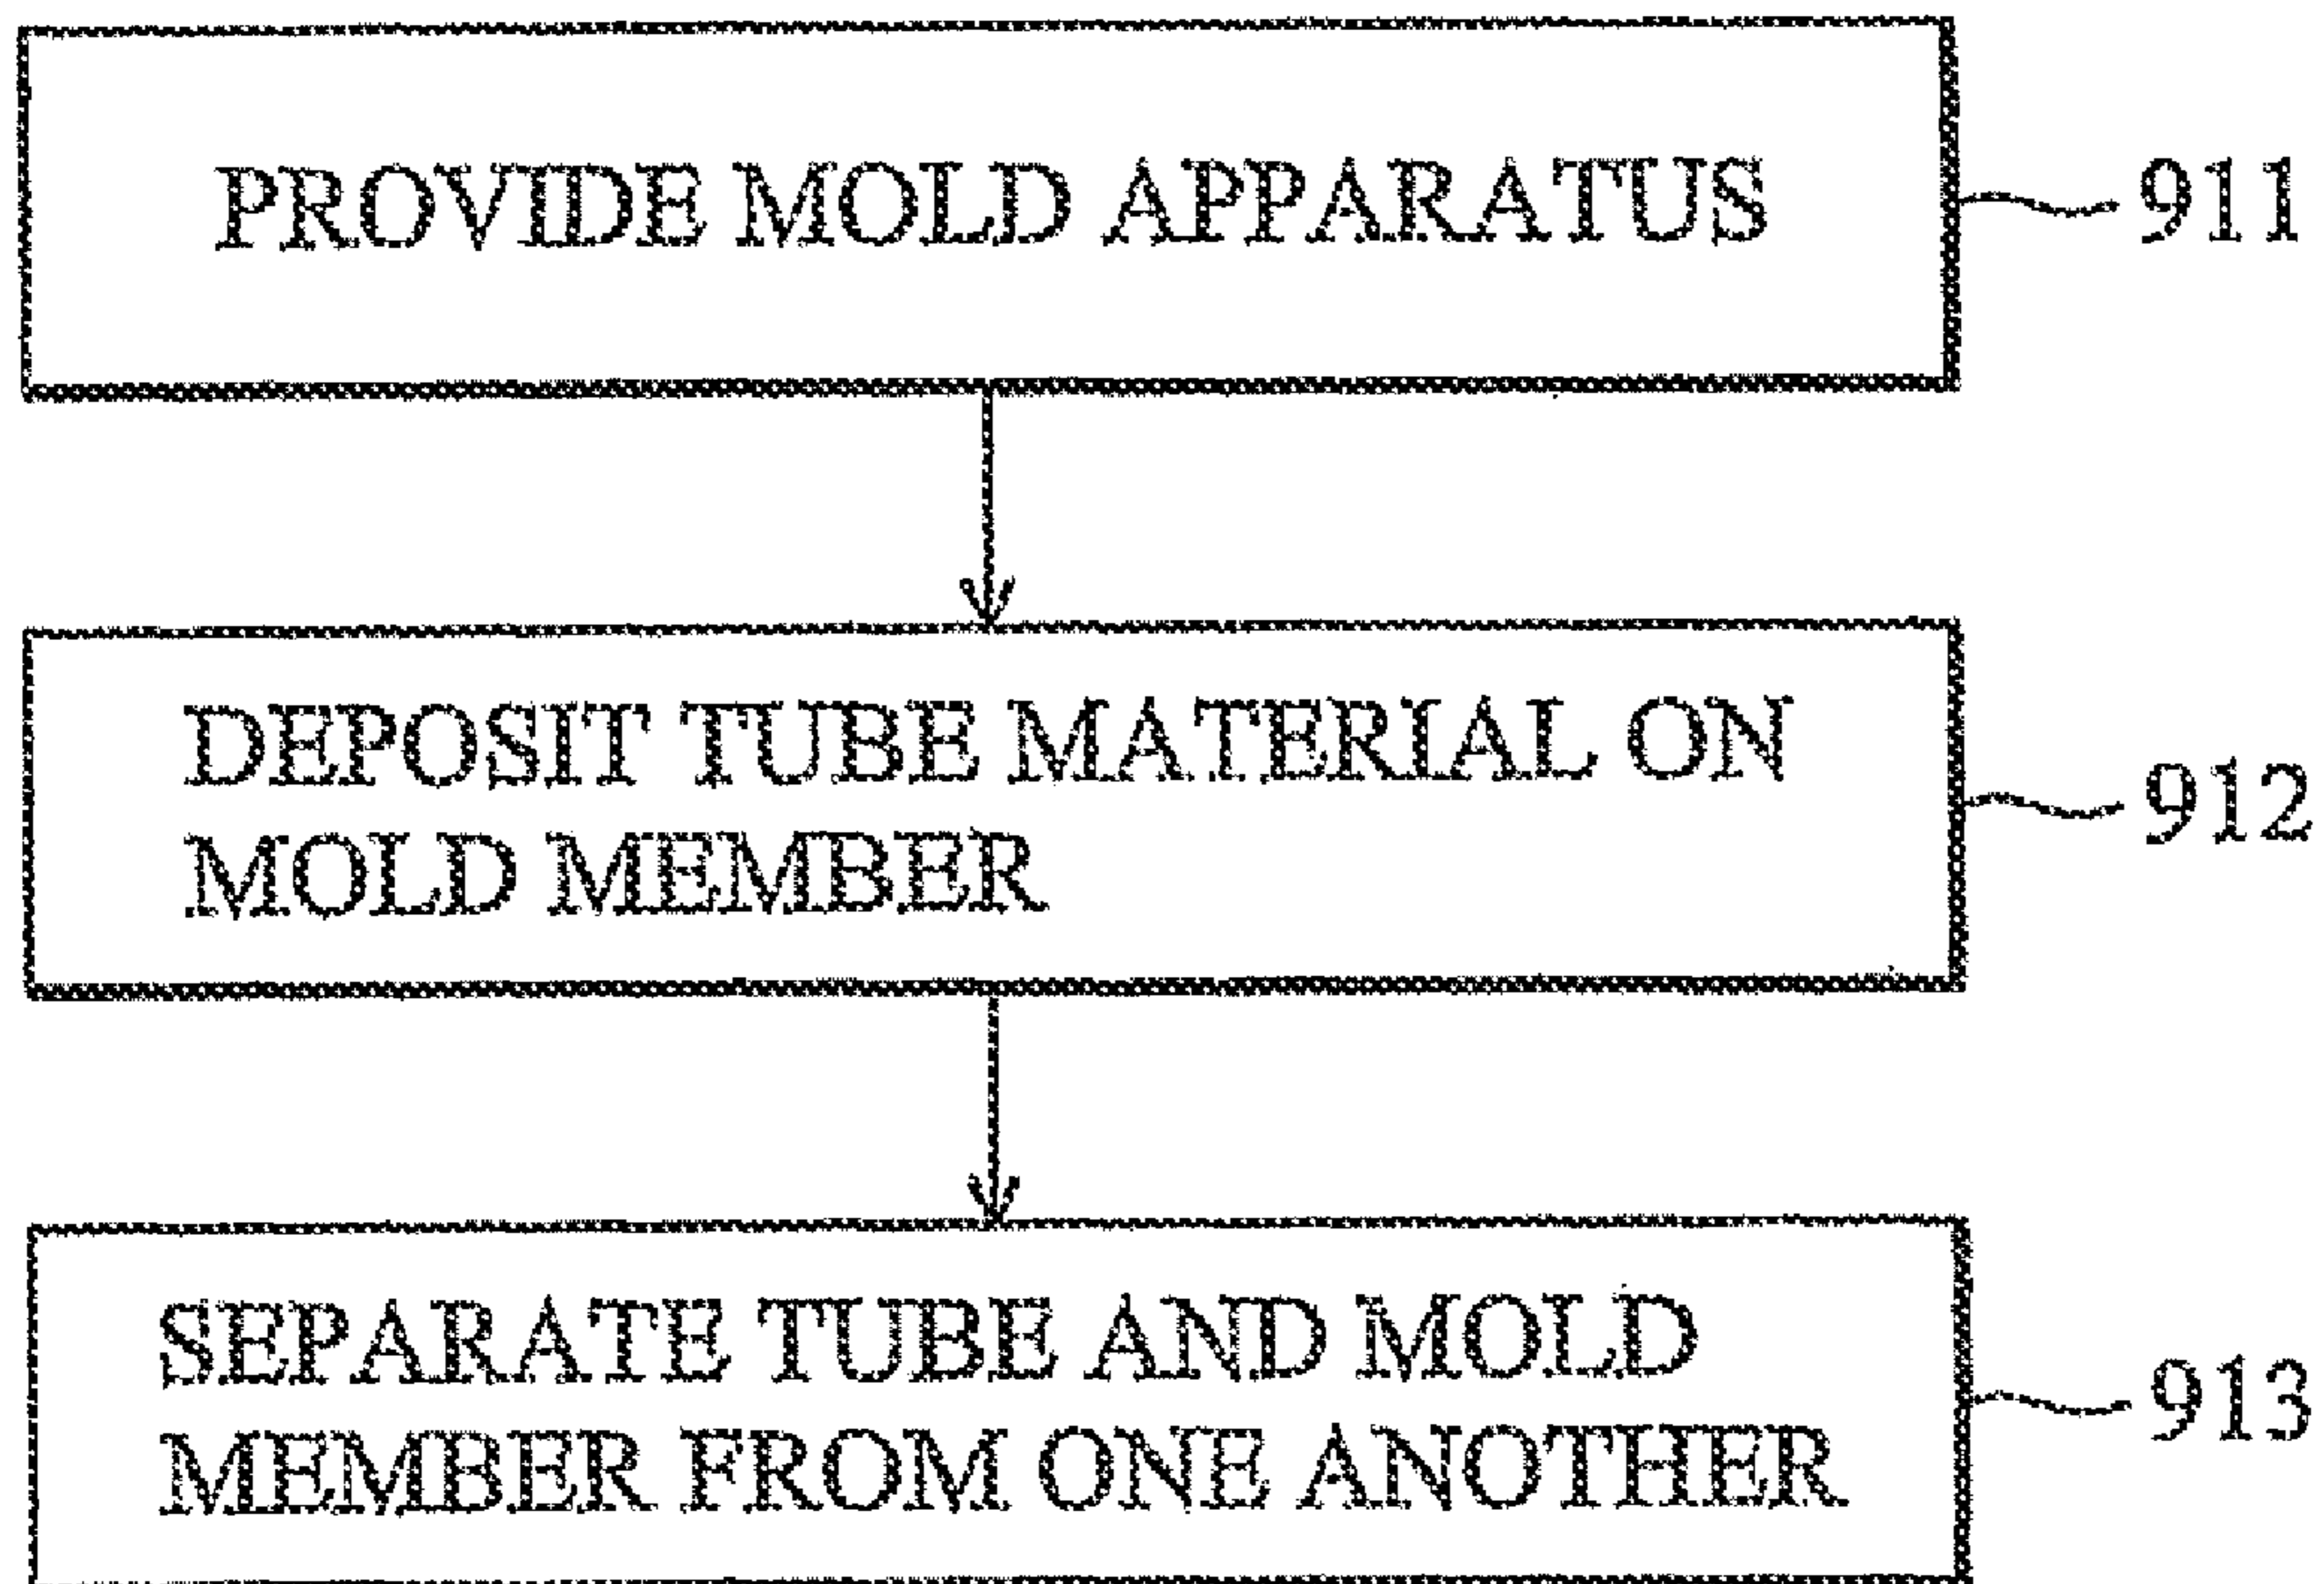 PROVIDE MOLD APPARATUS
911
DEPOSIT TUBE MATERIAL ON
MOLD MEMBER
912
SEPARATE TUBE AND MOLD
MEMBER FROM ONE ANOTHER
913